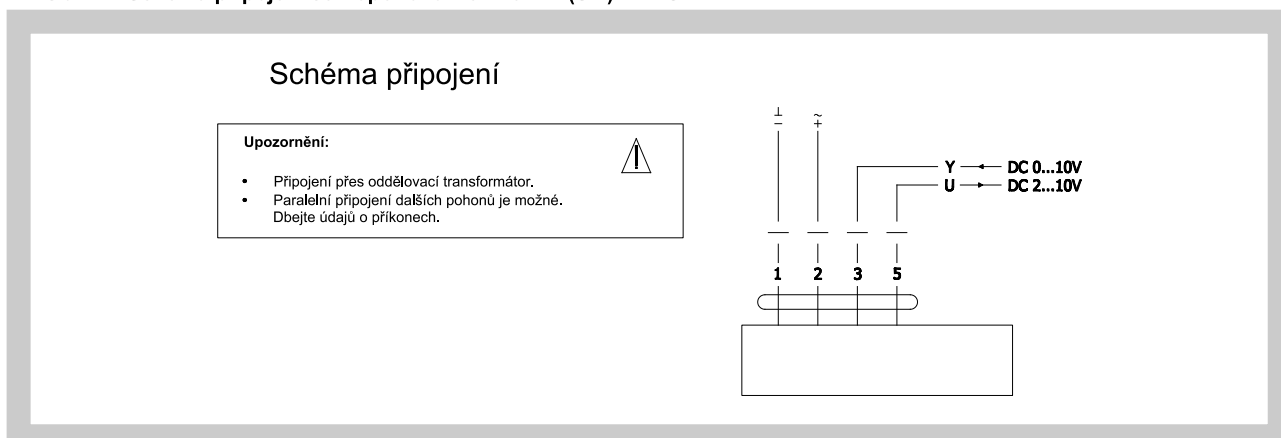 Schéma připojení
Upozornění:
• Připojení přes oddělovací transformátor.
• Paralelní připojení dalších pohonů je možné.
Dbejte údajů o příkonech.
⊥ ~
− +
Y DC 0...10V
U DC 2...10V
1 2 3 5